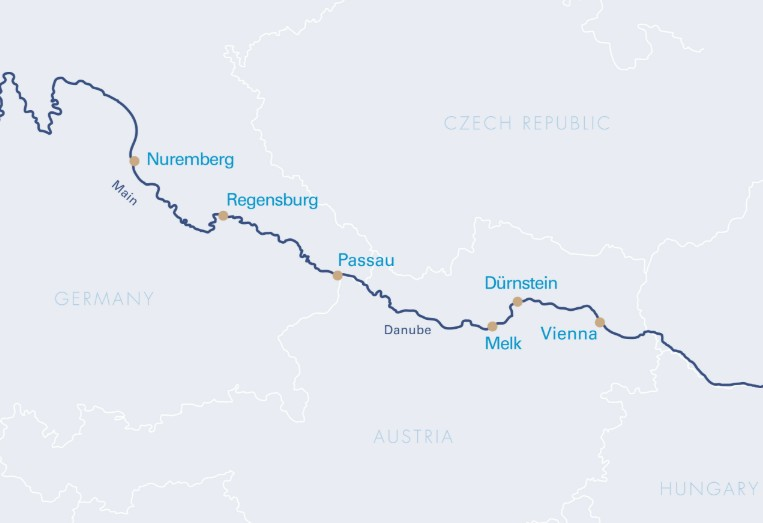 CZECH REPUBLIC
Nuremberg
Main
Regensburg
Passau
Dürnstein
GERMANY
Danube
Melk
Vienna
AUSTRIA
HUNGARY